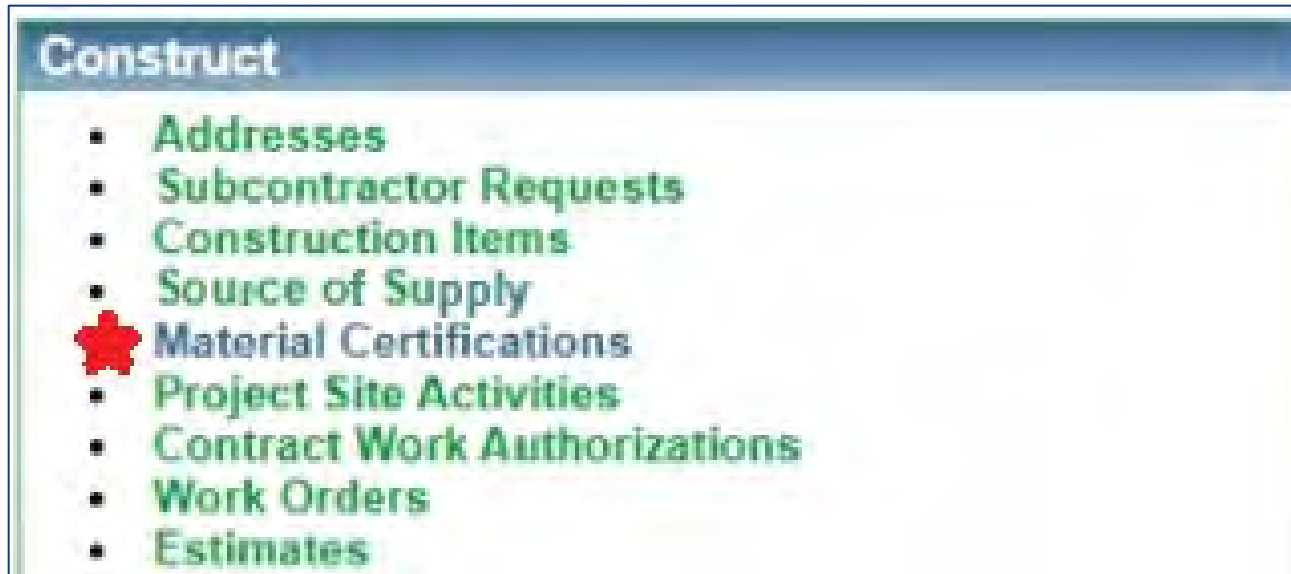 Construct
Addresses
Subcontractor Requests
Construction Items
Source of Supply
Material Certifications
Project Site Activities
Contract Work Authorizations
Work Orders
Estimates